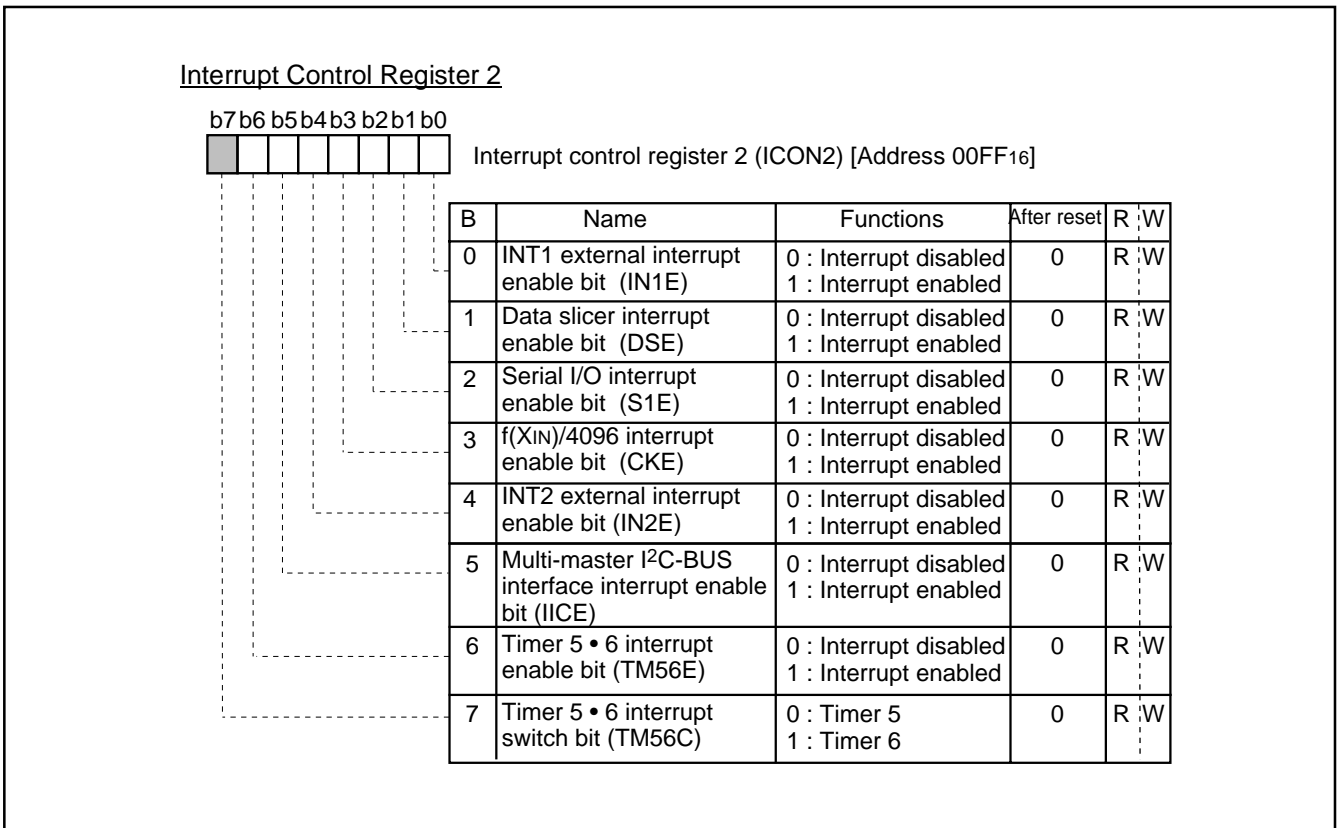 Interrupt Control Register 2
b7 b6 b5 b4 b3 b2 b1 b0
Interrupt control register 2 (ICON2) [Address 00FF16]
B Name Functions After reset R W
0 INT1 external interrupt enable bit (IN1E) 0 : Interrupt disabled 1 : Interrupt enabled 0 R W
1 Data slicer interrupt enable bit (DSE) 0 : Interrupt disabled 1 : Interrupt enabled 0 R W
2 Serial I/O interrupt enable bit (S1E) 0 : Interrupt disabled 1 : Interrupt enabled 0 R W
3 f(XIN)/4096 interrupt enable bit (CKE) 0 : Interrupt disabled 1 : Interrupt enabled 0 R W
4 INT2 external interrupt enable bit (IN2E) 0 : Interrupt disabled 1 : Interrupt enabled 0 R W
5 Multi-master I2C-BUS interface interrupt enable bit (IICE) 0 : Interrupt disabled 1 : Interrupt enabled 0 R W
6 Timer 5 • 6 interrupt enable bit (TM56E) 0 : Interrupt disabled 1 : Interrupt enabled 0 R W
7 Timer 5 • 6 interrupt switch bit (TM56C) 0 : Timer 5 1 : Timer 6 0 R W